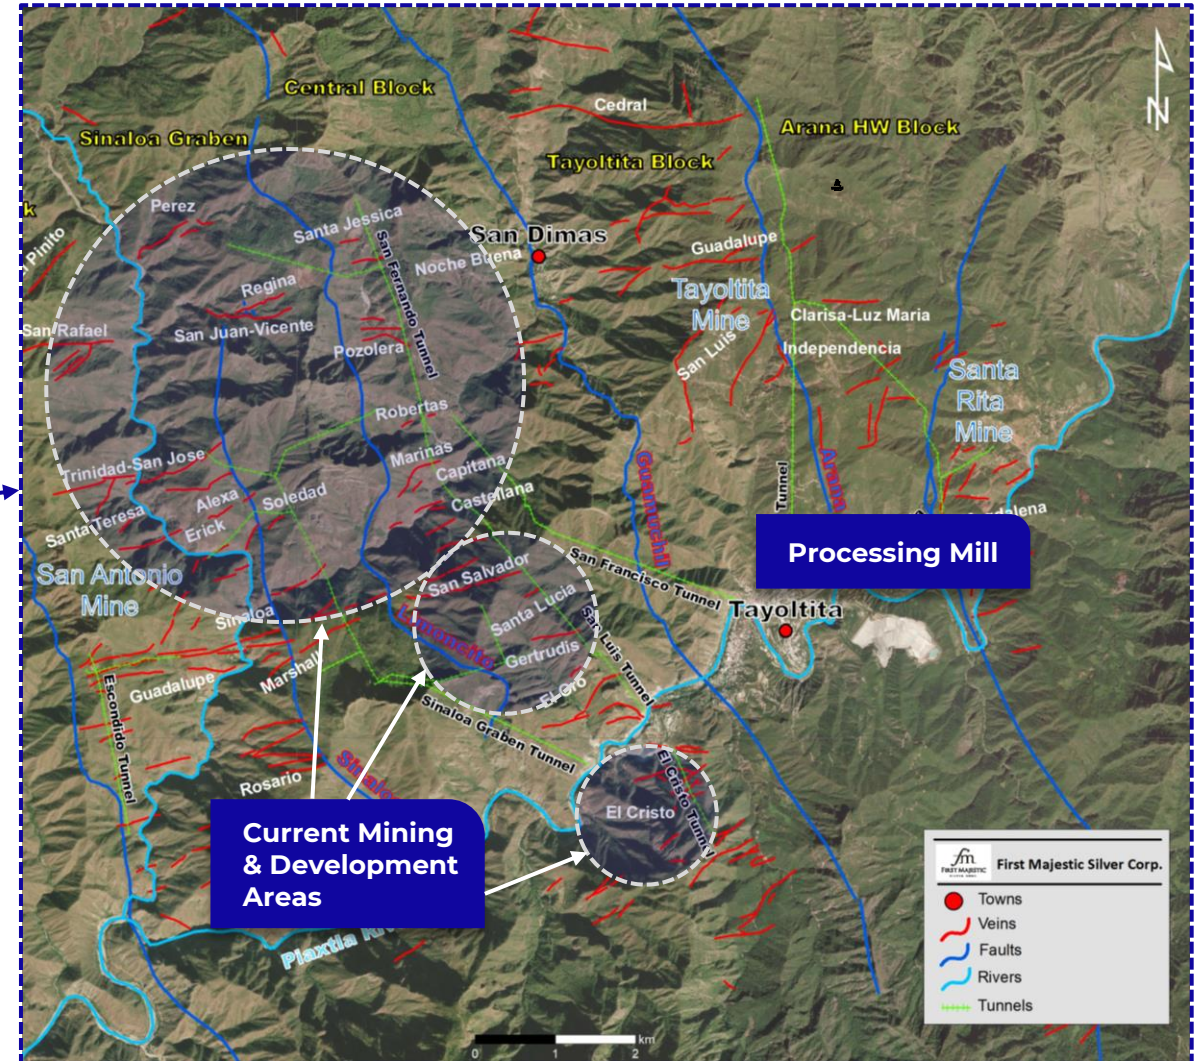 Central Block
Cedral
Arana HW Block
N
Sinaloa Graben
Tayoltita Block
k
Perez
Pinito
Santa Jessica
San Dimas
Noche Buena
Guadalupe
San Fernando Tunnel
Regina
Tayoltita
Mine
San Rafael
San Juan-Vicente
Clarisa-Luz Maria
Pozolera
San Luis
Independencia
Santa
Rita
Mine
Robertas
Marinas
Trinidad-San Jose
Capitana
Guamuchil
Tunnel
Arana
Alexa
Soledad
Castellana
Santa Teresa
Erick
Processing Mill
San Antonio
Mine
San Salvador
San Francisco Tunnel
Santa Lucia
Tayoltita
Sinaloa
Limoncito
San Luis Tunnel
Gertrudis
Marshal
Guadalupe
Escondido Tunnel
El Oro
Sinaloa Graben Tunnel
Rosario
El Cristo Tunnel
El Cristo
Current Mining
& Development
Areas
Piaxtla
First Majestic Silver Corp.
Towns
Veins
Faults
Rivers
Tunnels
km
0 1 2